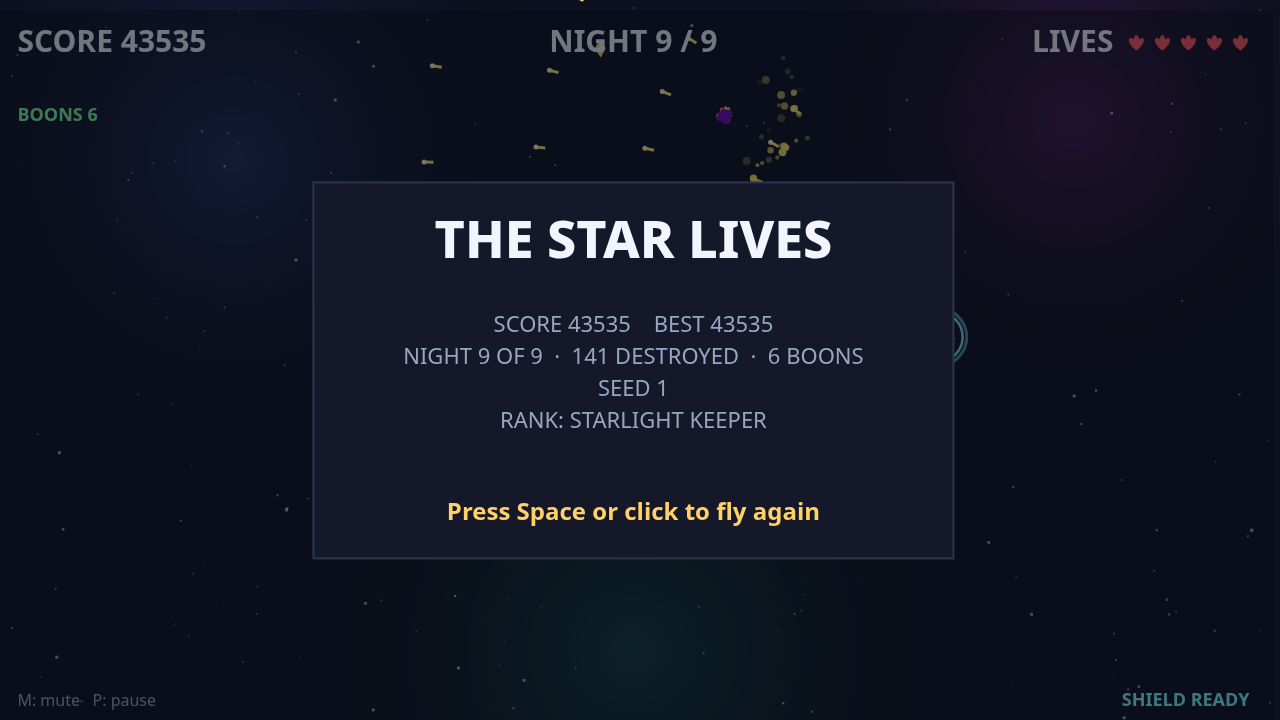 SCORE 43535
NIGHT 9 / 9
LIVES
BOONS 6
THE STAR LIVES
SCORE 43535 BEST 43535
NIGHT 9 OF 9 · 141 DESTROYED · 6 BOONS
SEED 1
RANK: STARLIGHT KEEPER
Press Space or click to fly again
M: mute· P: pause
SHIELD READY